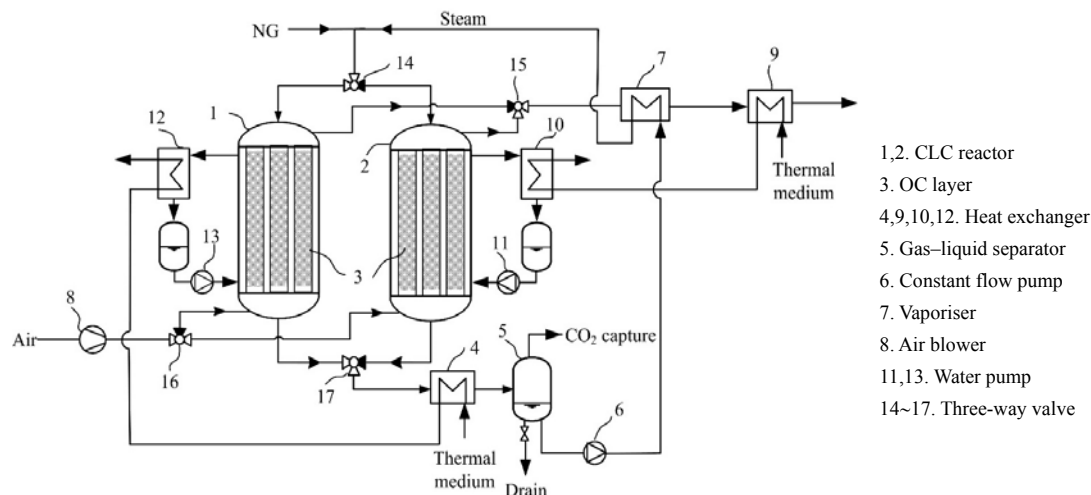 Steam
NG
14
15
7
9
1
12
2
10
Thermal
medium
13
3
11
8
Air
16
17
4
5
CO₂ capture
6
Thermal
medium
Drain
1,2. CLC reactor
3. OC layer
4,9,10,12. Heat exchanger
5. Gas–liquid separator
6. Constant flow pump
7. Vaporiser
8. Air blower
11,13. Water pump
14~17. Three-way valve